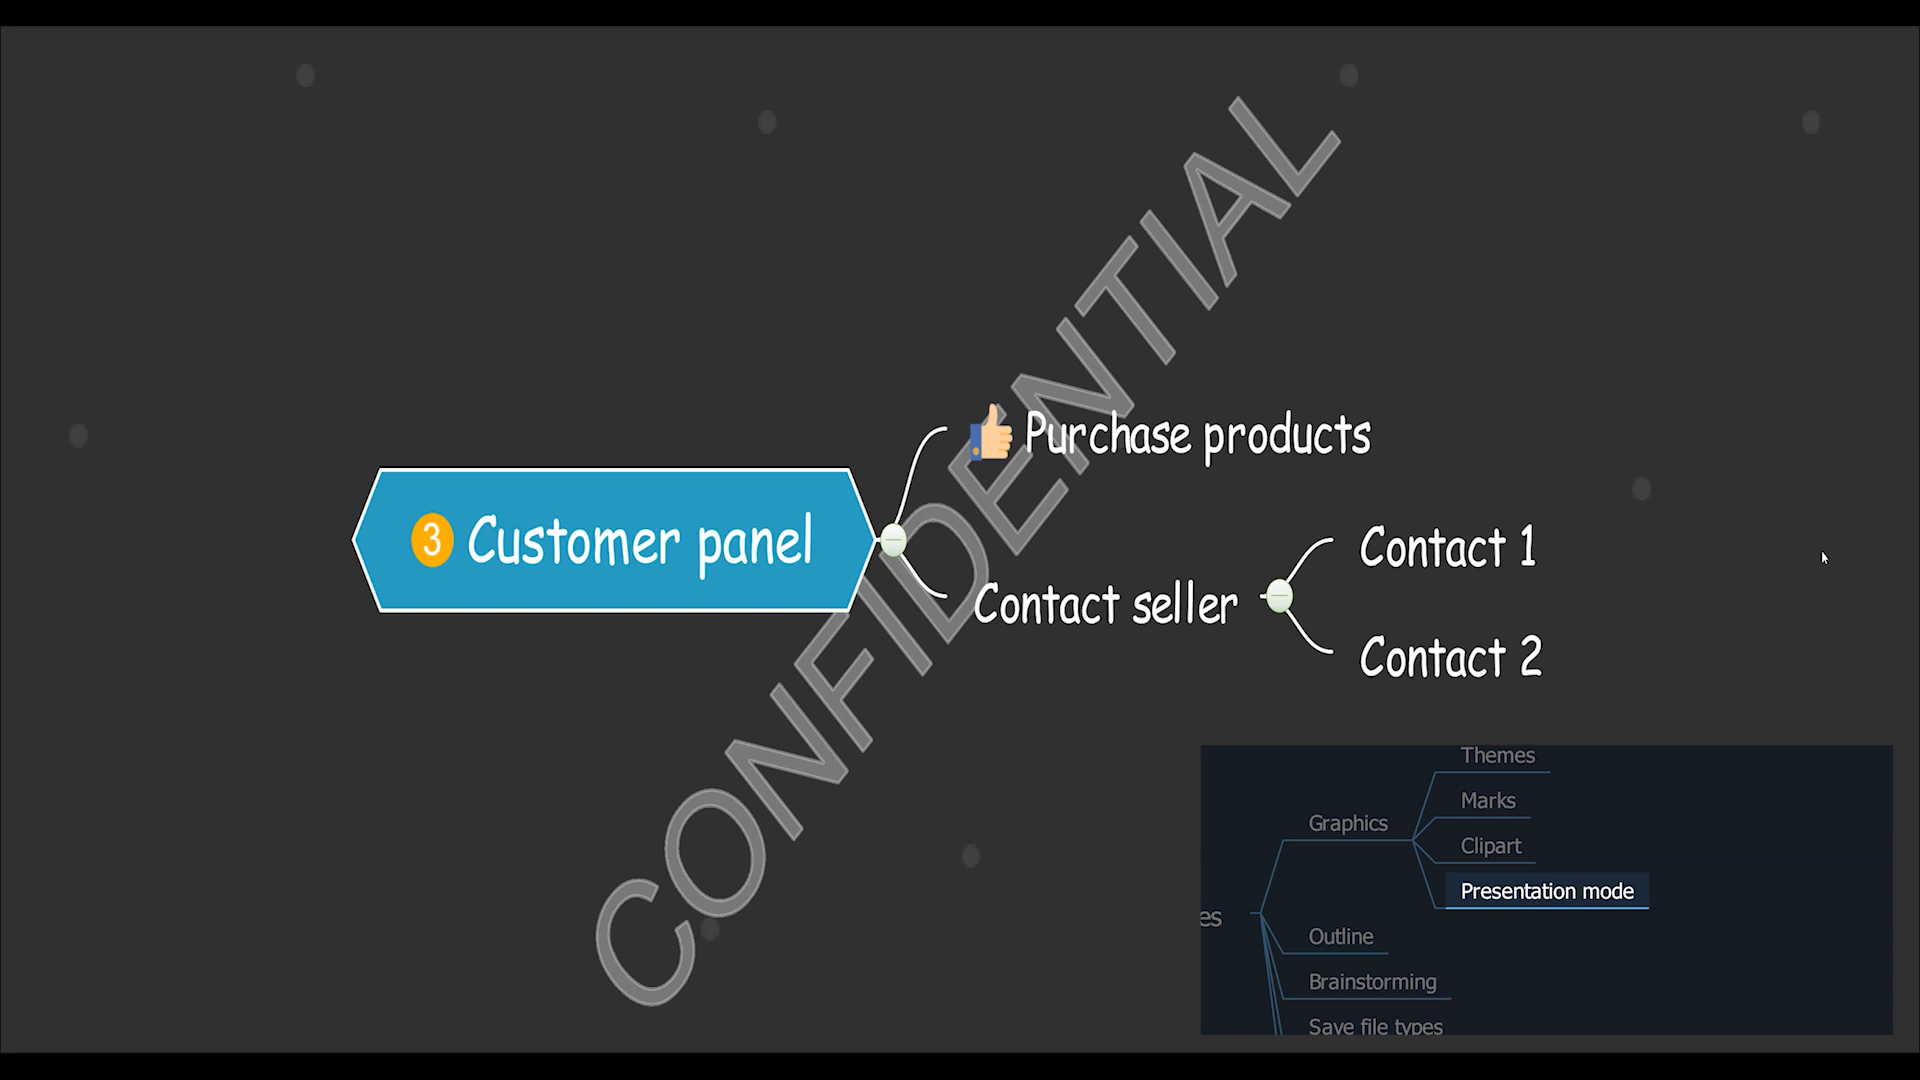 CONFIDENTIAL
Purchase products
3 Customer panel
Contact 1
Contact seller
Contact 2
Themes
Marks
Graphics
Clipart
Presentation mode
es
Outline
Brainstorming
Save file types